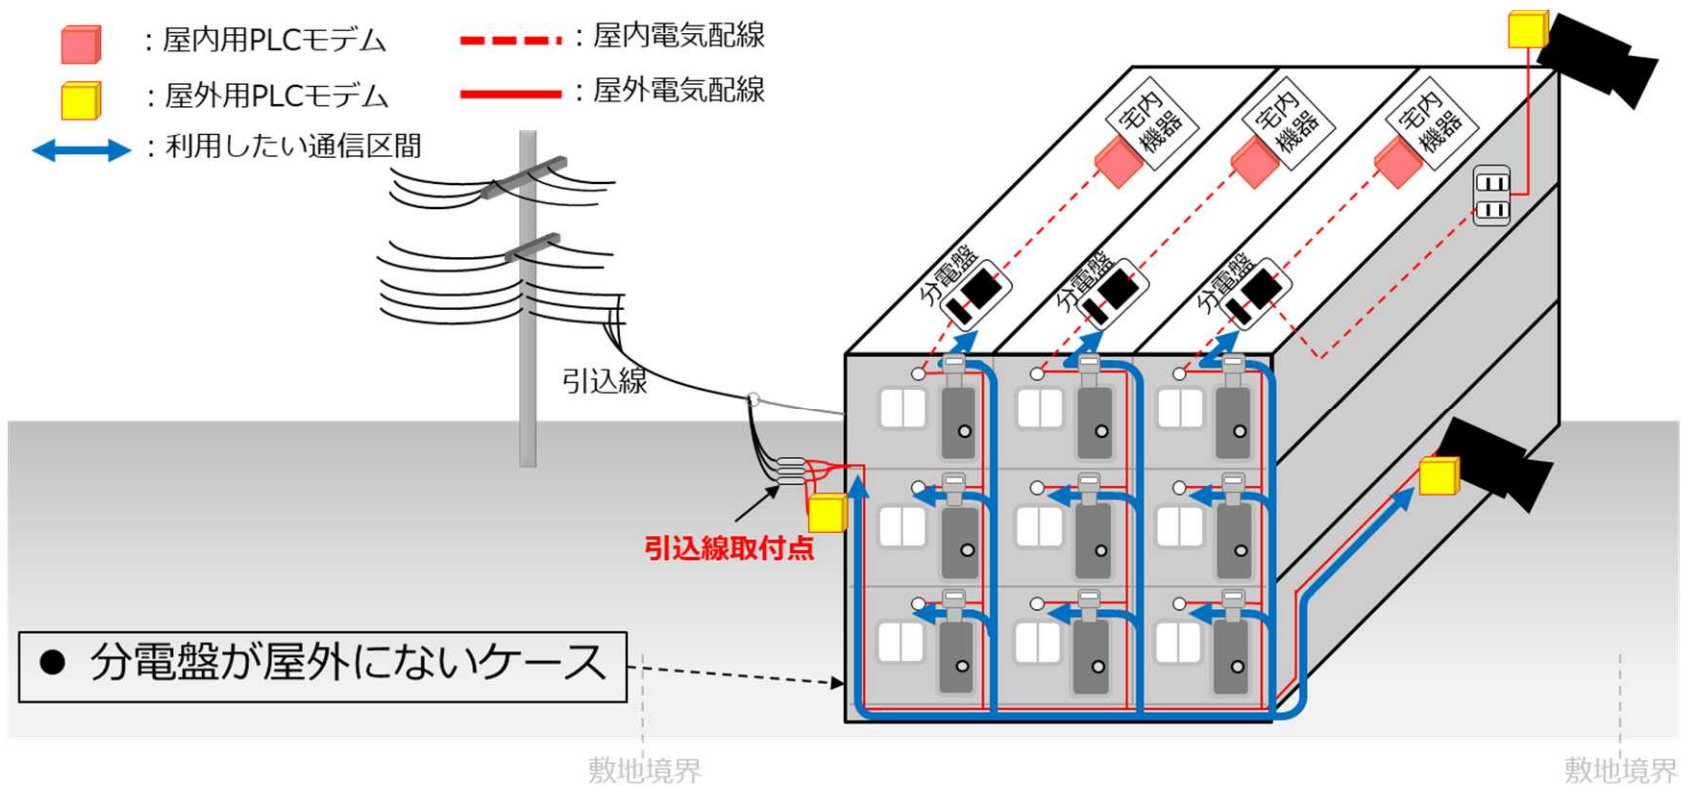 ：屋内用PLCモデム
：屋内電気配線
：屋外用PLCモデム
：屋外電気配線
：利用したい通信区間
宅内
機器
宅内
機器
宅内
機器
分電盤
分電盤
分電盤
引込線
引込線取付点
● 分電盤が屋外にないケース
敷地境界
敷地境界